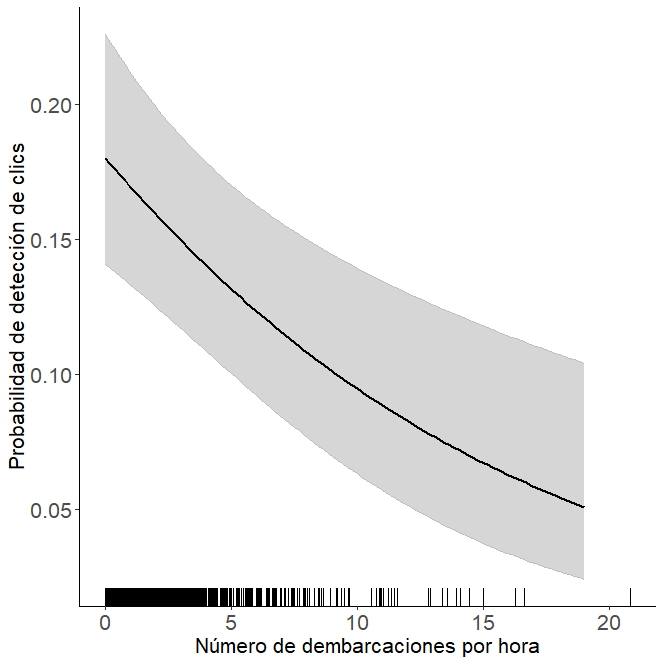 Probabilidad de detección de clics
0.20
0.15
0.10
0.05
0 5 10 15 20
Número de dembarcaciones por hora